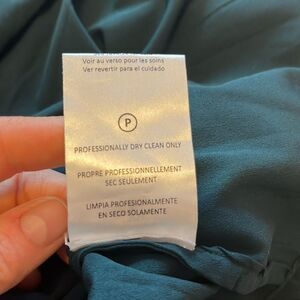 Voir au verso pour les soins
Ver revertir para el cuidado
P
PROFESSIONALLY DRY CLEAN ONLY
PROPRE PROFESSIONNELLEMENT
SEC SEULEMENT
LIMPIA PROFESIONALMENTE
EN SECO SOLAMENTE